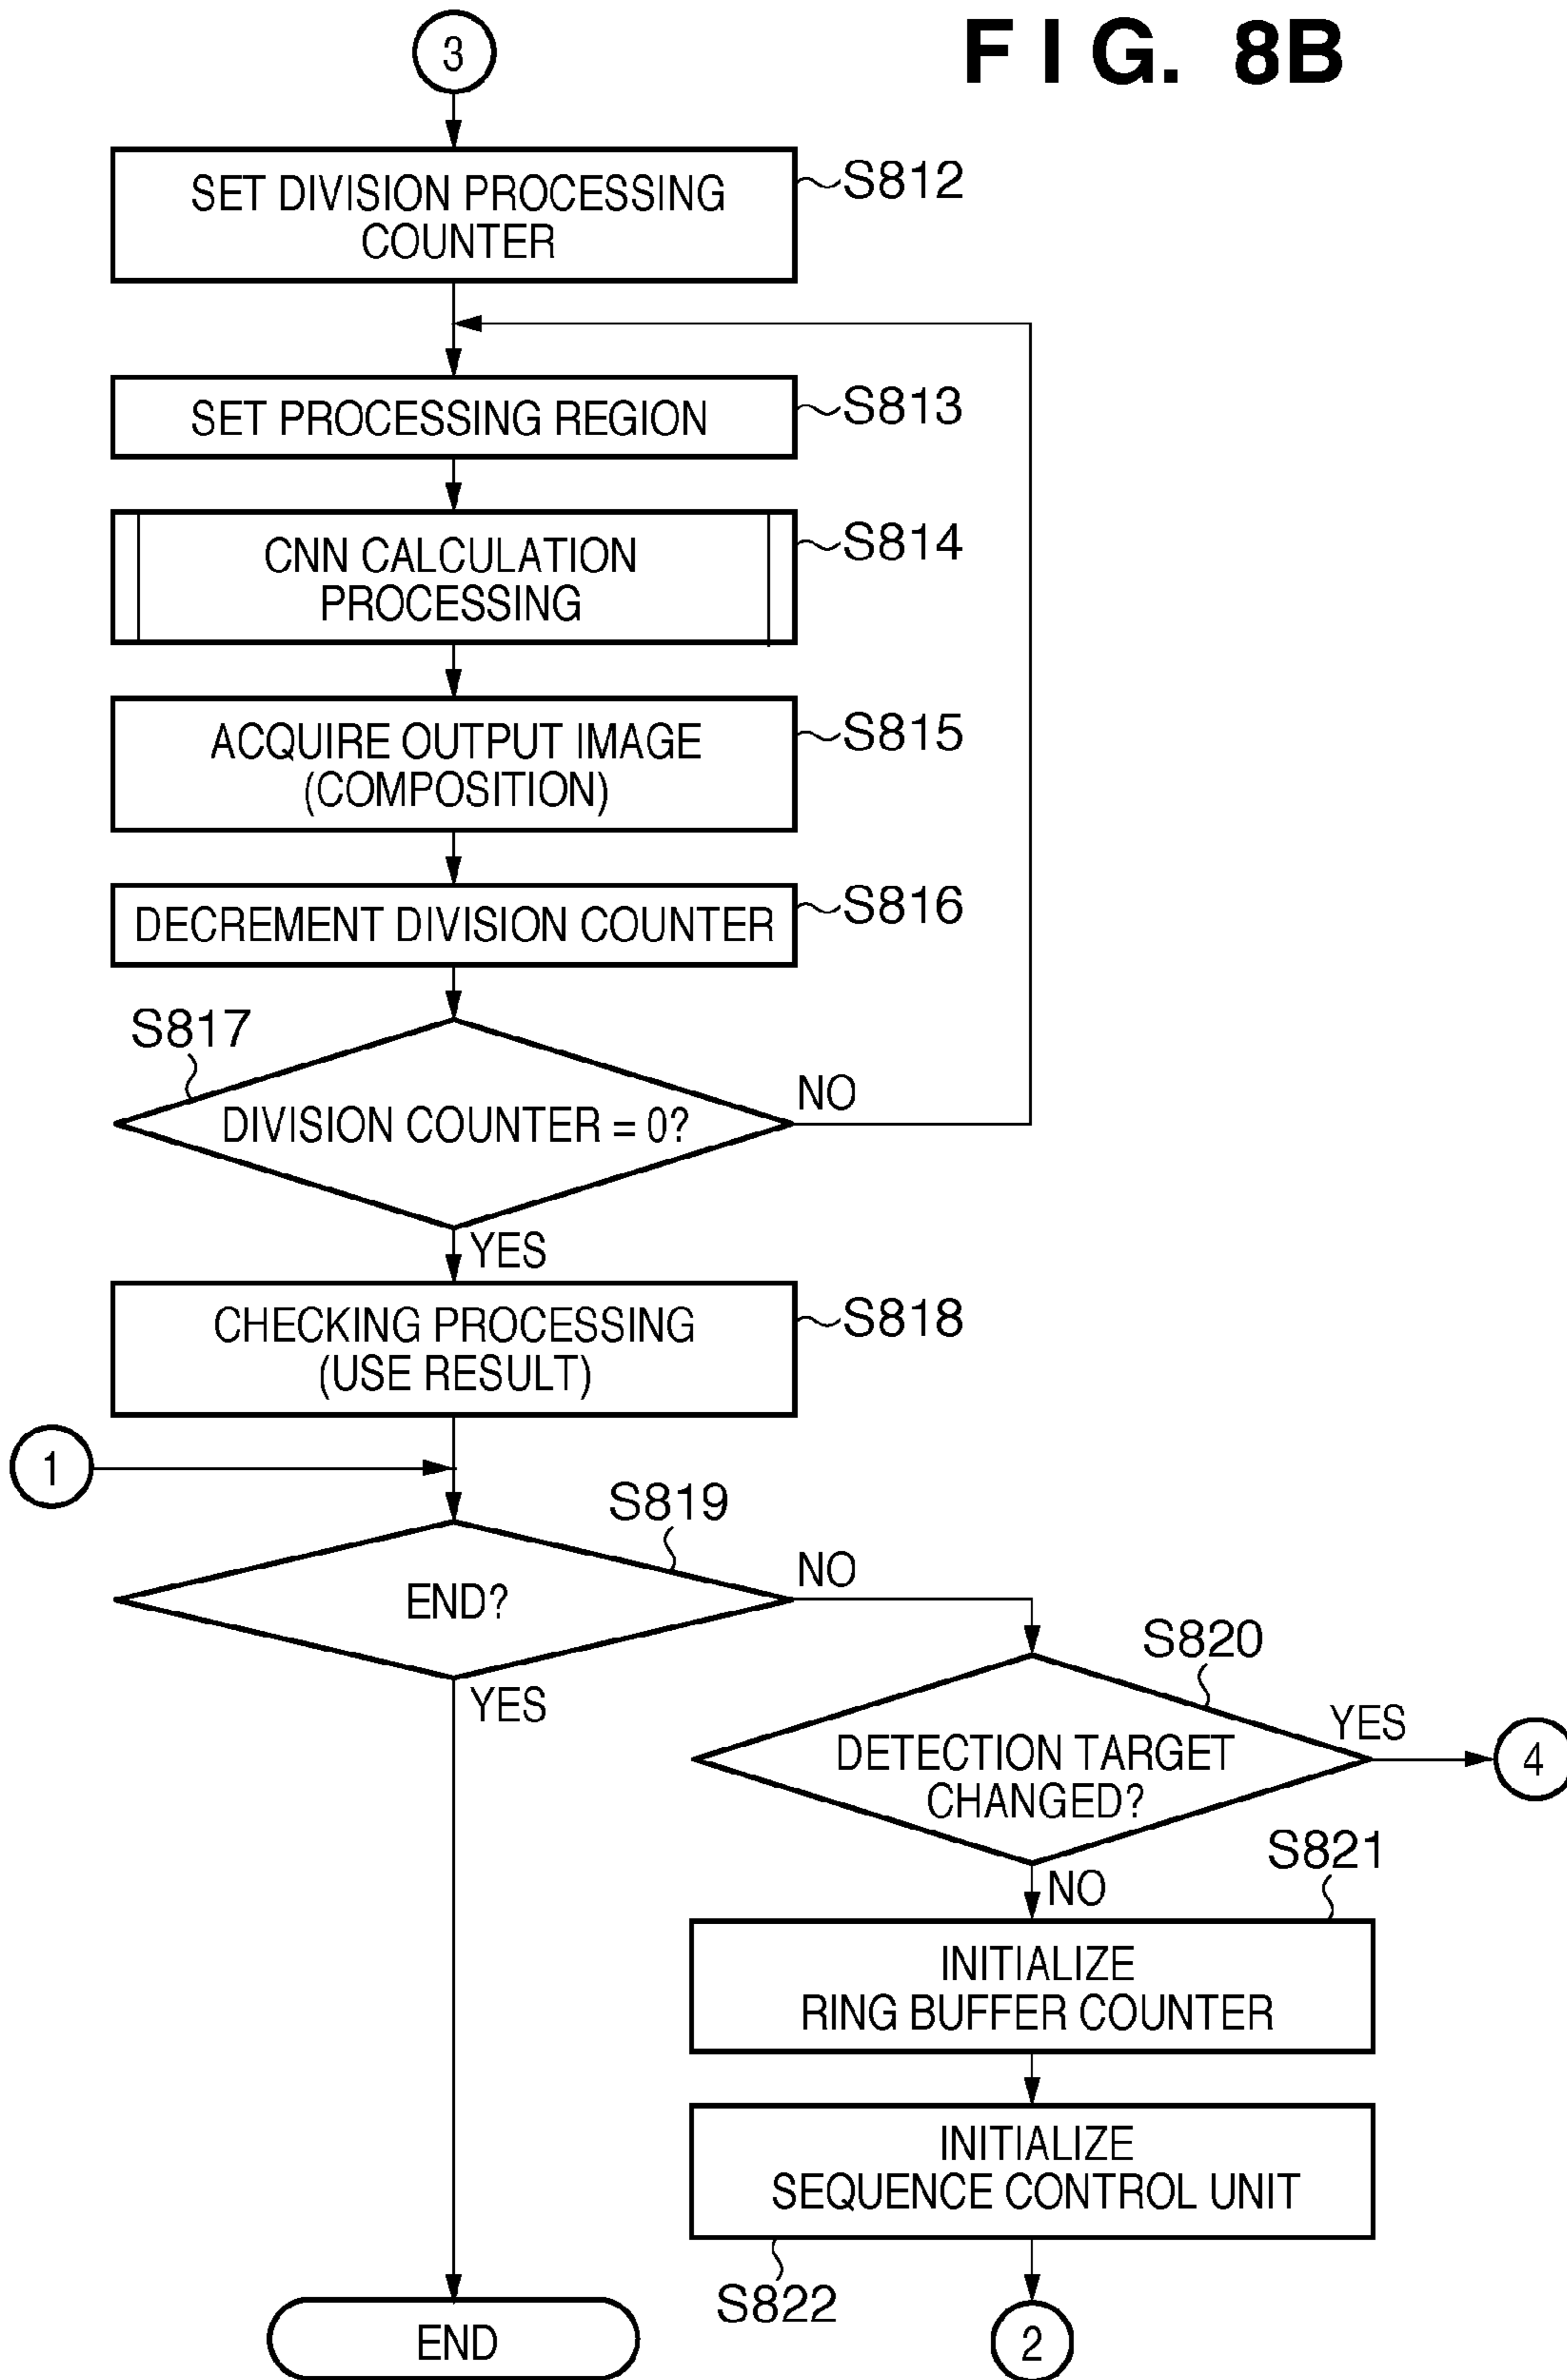 FIG. 8B
3
SET DIVISION PROCESSING
COUNTER
S812
SET PROCESSING REGION
S813
CNN CALCULATION
PROCESSING
S814
ACQUIRE OUTPUT IMAGE
(COMPOSITION)
S815
DECREMENT DIVISION COUNTER
S816
S817
DIVISION COUNTER = 0?
NO
YES
CHECKING PROCESSING
(USE RESULT)
S818
1
S819
END?
NO
YES
S820
DETECTION TARGET
CHANGED?
YES
4
NO
S821
INITIALIZE
RING BUFFER COUNTER
INITIALIZE
SEQUENCE CONTROL UNIT
S822
END
2